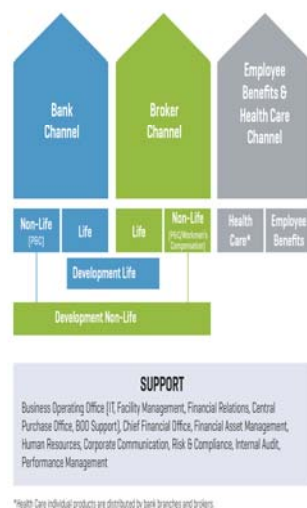 Bank
Channel
Broker
Channel
Employee
Benefits &
Health Care
Channel
Non-Life
[P&C]
Life
Life
Non-Life
[P&C/Workmen's
Compensation]
Health
Care*
Employee
Benefits
Development Life
Development Non-Life
SUPPORT
Business Operating Office [IT, Facility Management, Financial Relations, Central
Purchase Office, BOO Support], Chief Financial Office, Financial Asset Management,
Human Resources, Corporate Communication, Risk & Compliance, Internal Audit,
Performance Management
*Health Care individual products are distributed by bank branches and brokers.